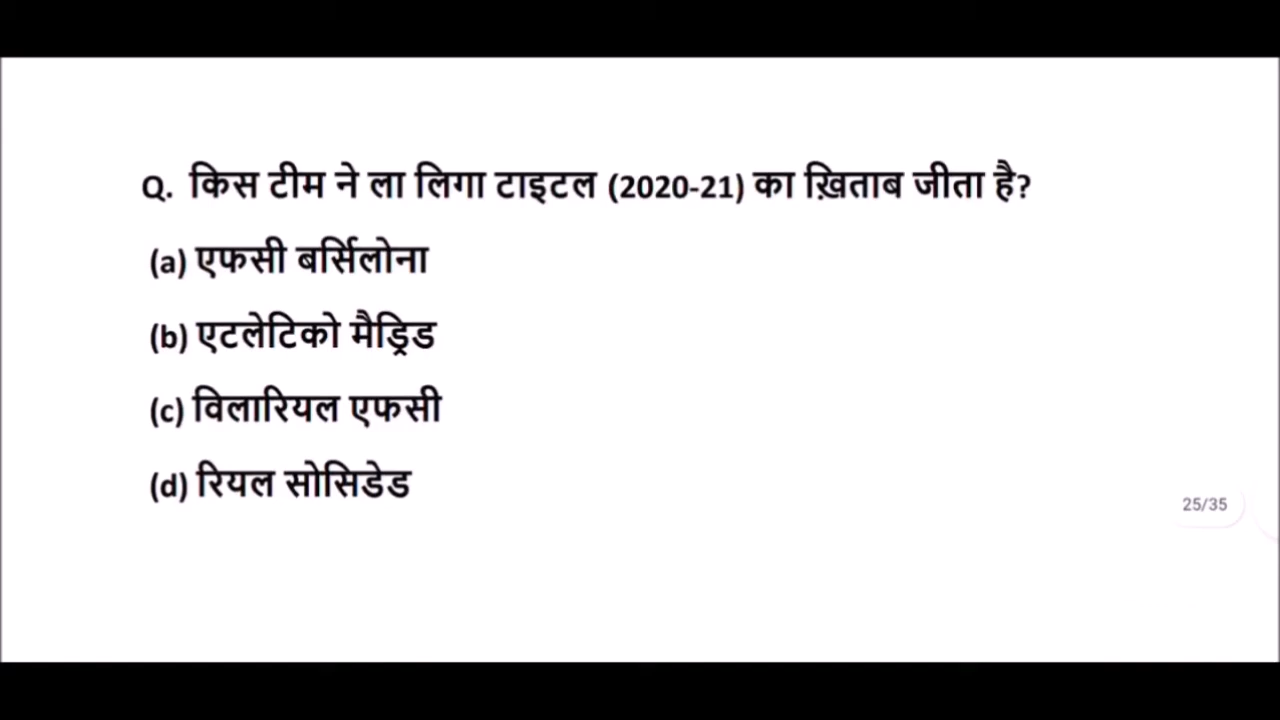 Q. किस टीम ने ला लिगा टाइटल (2020-21) का ख़िताब जीता है?
(a) एफसी बर्सिलोना
(b) एटलेटिको मैड्रिड
(c) विलारियल एफसी
(d) रियल सोसिडेड
25/35